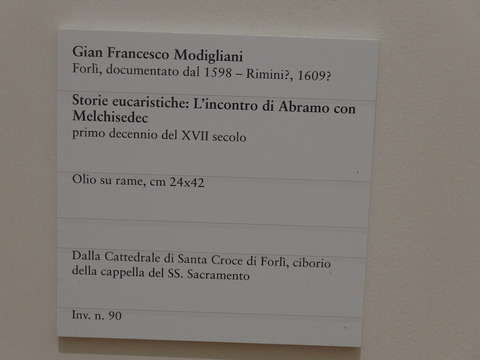 Gian Francesco Modigliani
Forlì, documentato dal 1598 – Rimini?, 1609?
Storie eucaristiche: L'incontro di Abramo con
Melchisedec
primo decennio del XVII secolo
Olio su rame, cm 24x42
Dalla Cattedrale di Santa Croce di Forlì, ciborio
della cappella del SS. Sacramento
Inv. n. 90